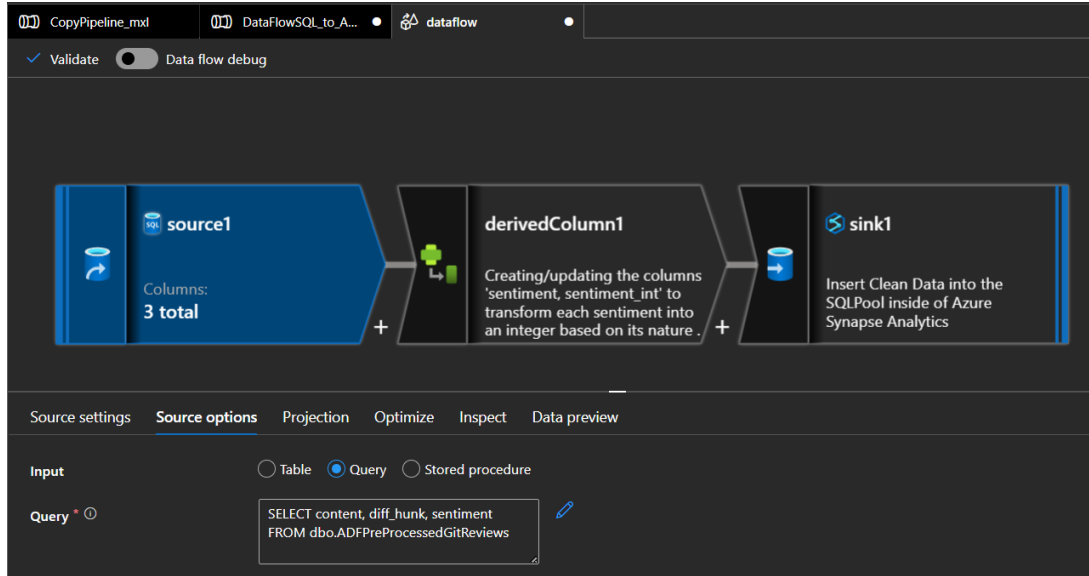 CopyPipeline_mxl
DataFlowSQL_to_A...
dataflow
Validate
Data flow debug
SQL
source1
Columns:
3 total
+
derivedColumn1
Creating/updating the columns
'sentiment, sentiment_int' to
transform each sentiment into
an integer based on its nature .
+
sink1
Insert Clean Data into the
SQLPool inside of Azure
Synapse Analytics
Source settings Source options Projection Optimize Inspect Data preview
Input
Table Query Stored procedure
Query *
SELECT content, diff_hunk, sentiment
FROM dbo.ADFPreProcessedGitReviews